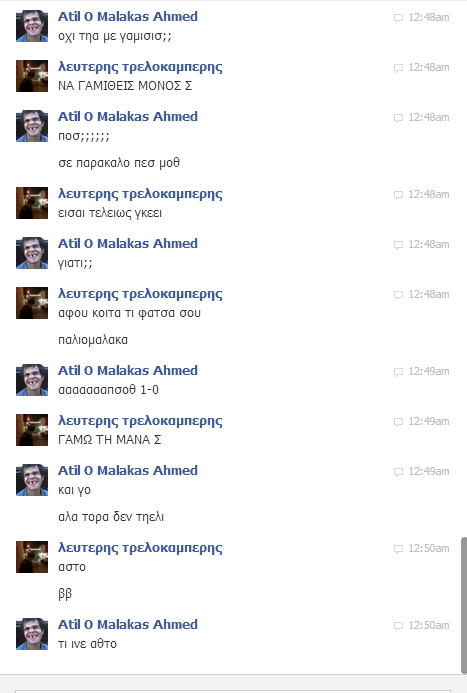 Atil O Malakas Ahmed 12:48am
οχι τηα με γαμισισ;;
λευτερης τρελοκαμπερης 12:48am
ΝΑ ΓΑΜΙΘΕΙΣ ΜΟΝΟΣ Σ
Atil O Malakas Ahmed 12:48am
ποσ;;;;;;
σε παρακαλο πεσ μοθ
λευτερης τρελοκαμπερης 12:48am
εισαι τελειως γκεει
Atil O Malakas Ahmed 12:48am
γιατι;;
λευτερης τρελοκαμπερης 12:48am
αφου κοιτα τι φατσα σου
παλιομαλακα
Atil O Malakas Ahmed 12:49am
αααααααπσοθ 1-0
λευτερης τρελοκαμπερης 12:49am
ΓΑΜΩ ΤΗ ΜΑΝΑ Σ
Atil O Malakas Ahmed 12:49am
και γο
αλα τορα δεν τηελι
λευτερης τρελοκαμπερης 12:50am
αστο
ββ
Atil O Malakas Ahmed 12:50am
τι ινε αθτο